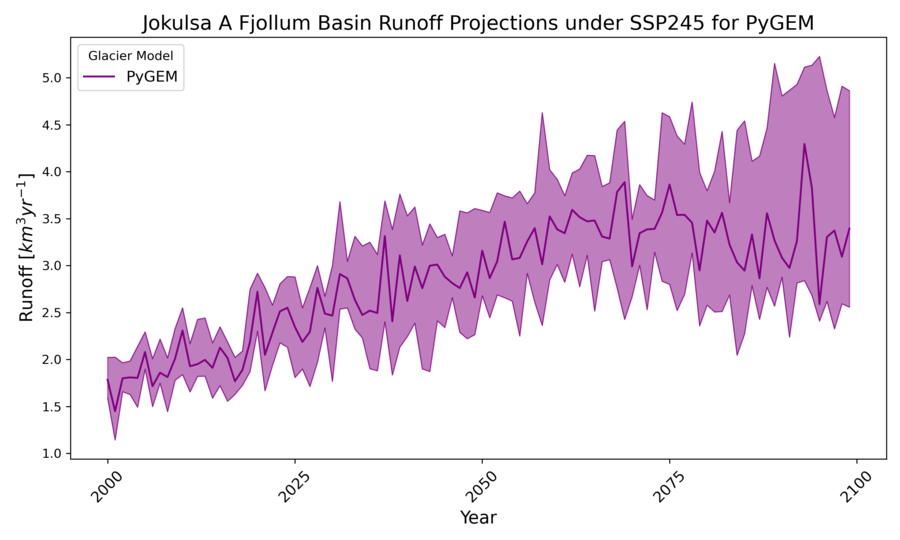 Jokulsa A Fjollum Basin Runoff Projections under SSP245 for PyGEM
Glacier Model
PyGEM
5.0
4.5
4.0
3.5
3.0
2.5
2.0
1.5
1.0
Runoff [km³yr⁻¹]
2000
2025
2050
2075
2100
Year